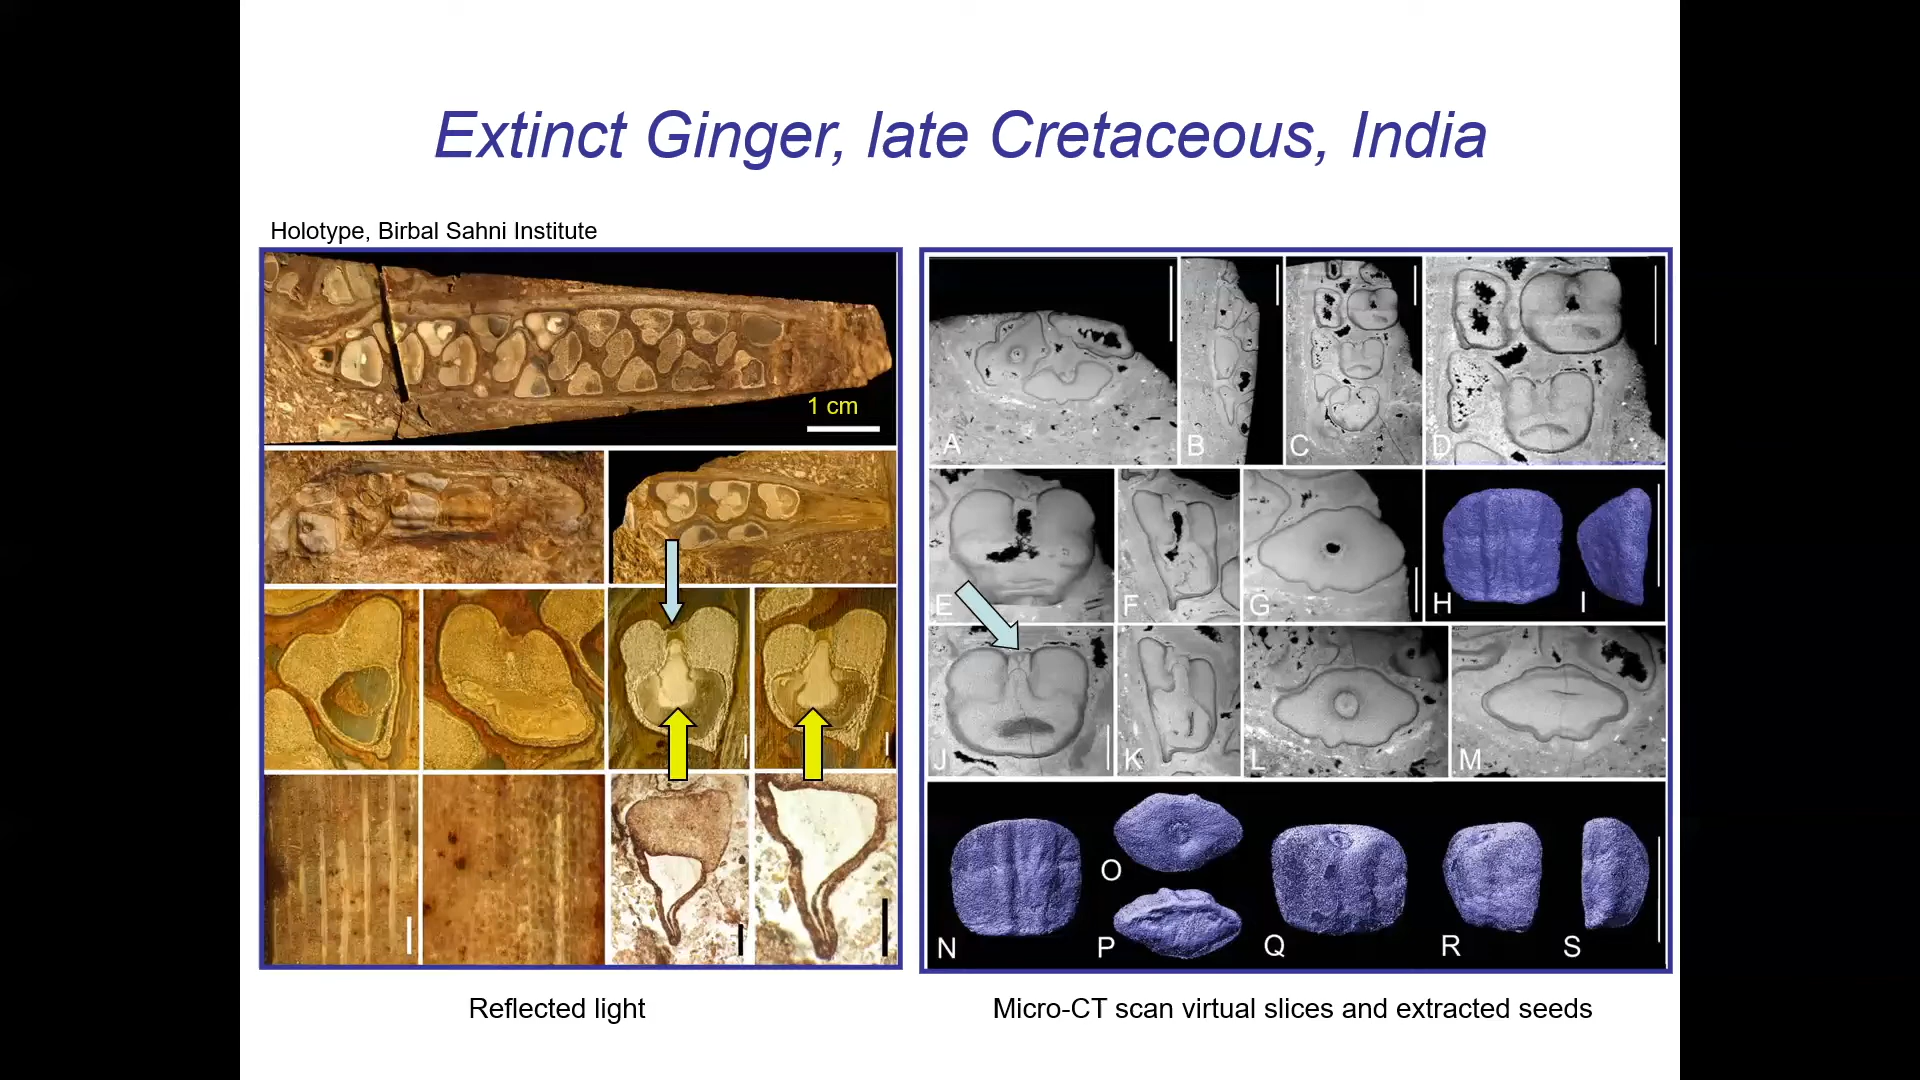 Extinct Ginger, late Cretaceous, India
Holotype, Birbal Sahni Institute
1 cm
A B C D
E F G H I
J K L M
N O P Q R S
Reflected light
Micro-CT scan virtual slices and extracted seeds